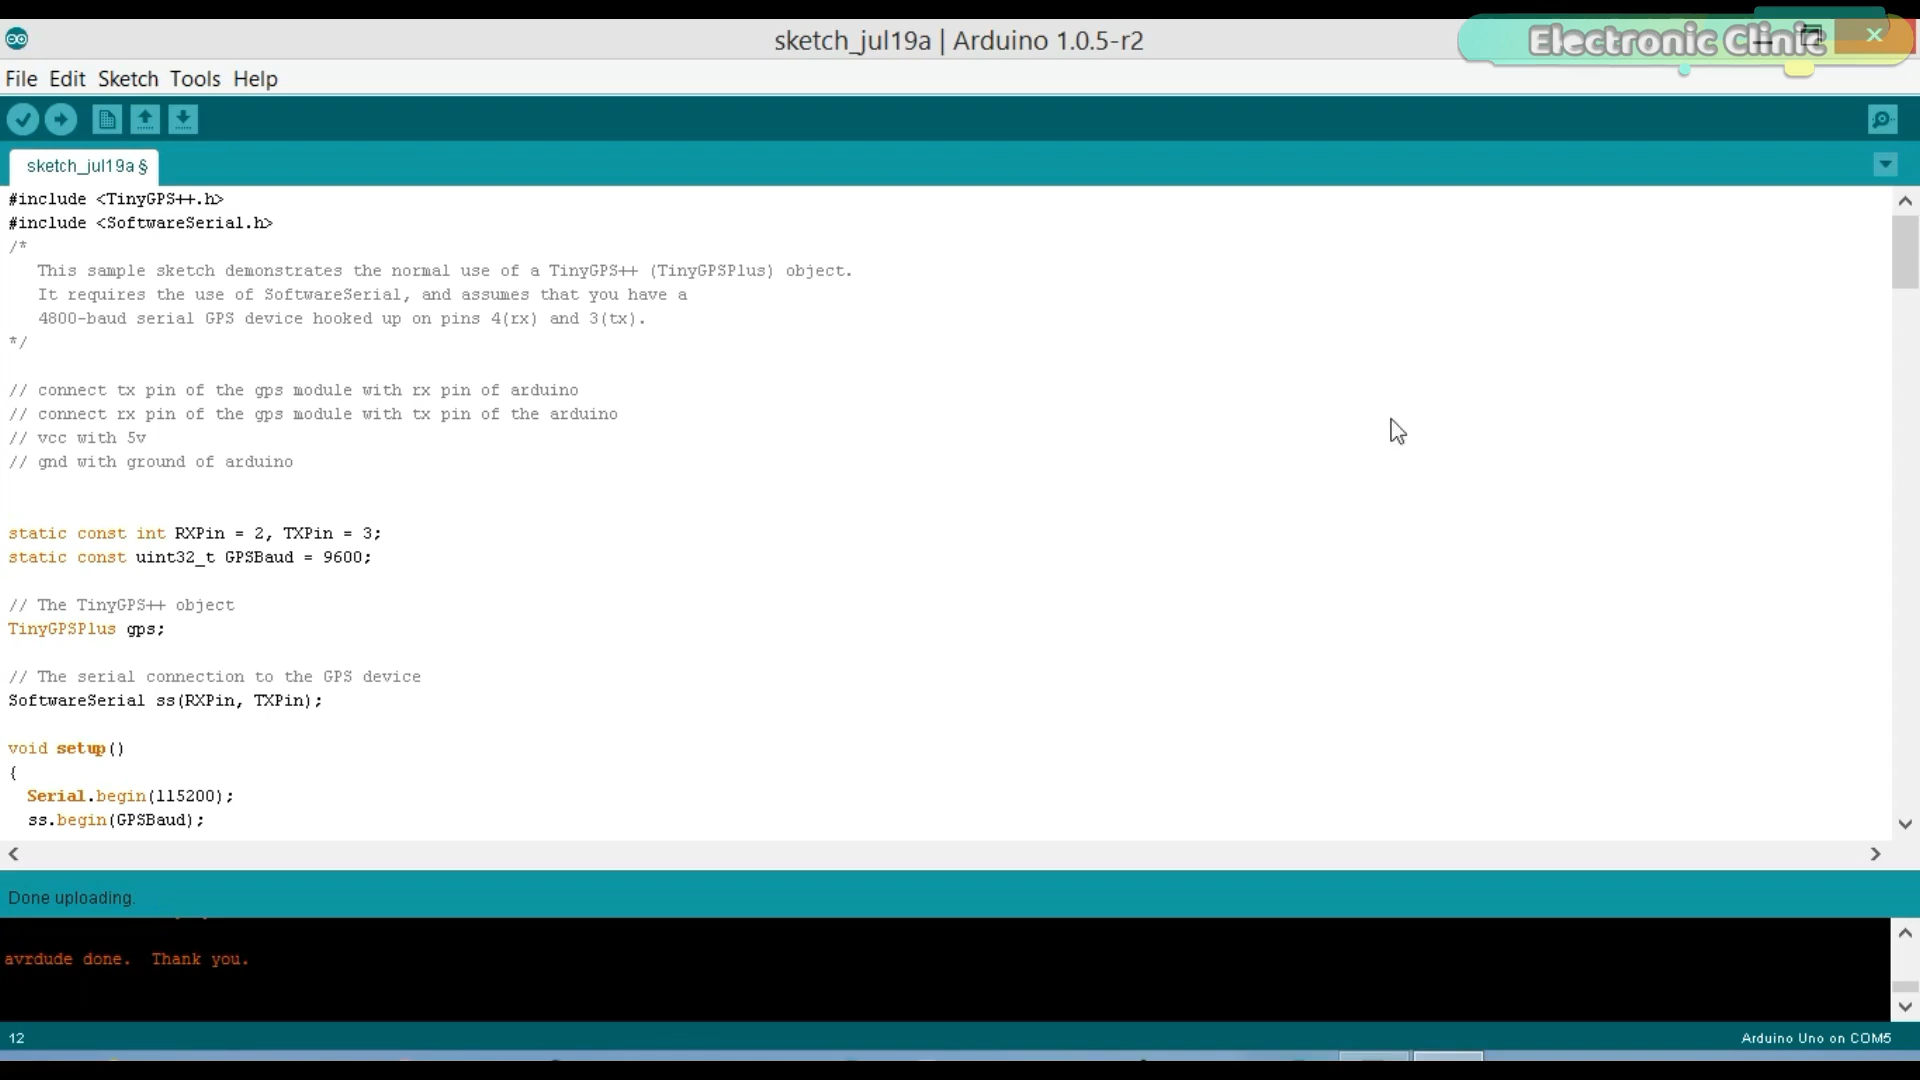 sketch_jul19a | Arduino 1.0.5-r2
Electronic Clinic
File Edit Sketch Tools Help
sketch_jul19a §
#include <TinyGPS++.h>
#include <SoftwareSerial.h>
/*
This sample sketch demonstrates the normal use of a TinyGPS++ (TinyGPSPlus) object.
It requires the use of SoftwareSerial, and assumes that you have a
4800-baud serial GPS device hooked up on pins 4(rx) and 3(tx).
*/
// connect tx pin of the gps module with rx pin of arduino
// connect rx pin of the gps module with tx pin of the arduino
// vcc with 5v
// gnd with ground of arduino
static const int RXPin = 2, TXPin = 3;
static const uint32_t GPSBaud = 9600;
// The TinyGPS++ object
TinyGPSPlus gps;
// The serial connection to the GPS device
SoftwareSerial ss(RXPin, TXPin);
void setup()
{
Serial.begin(115200);
ss.begin(GPSBaud);
Done uploading.
avrdude done.  Thank you.
12
Arduino Uno on COM5